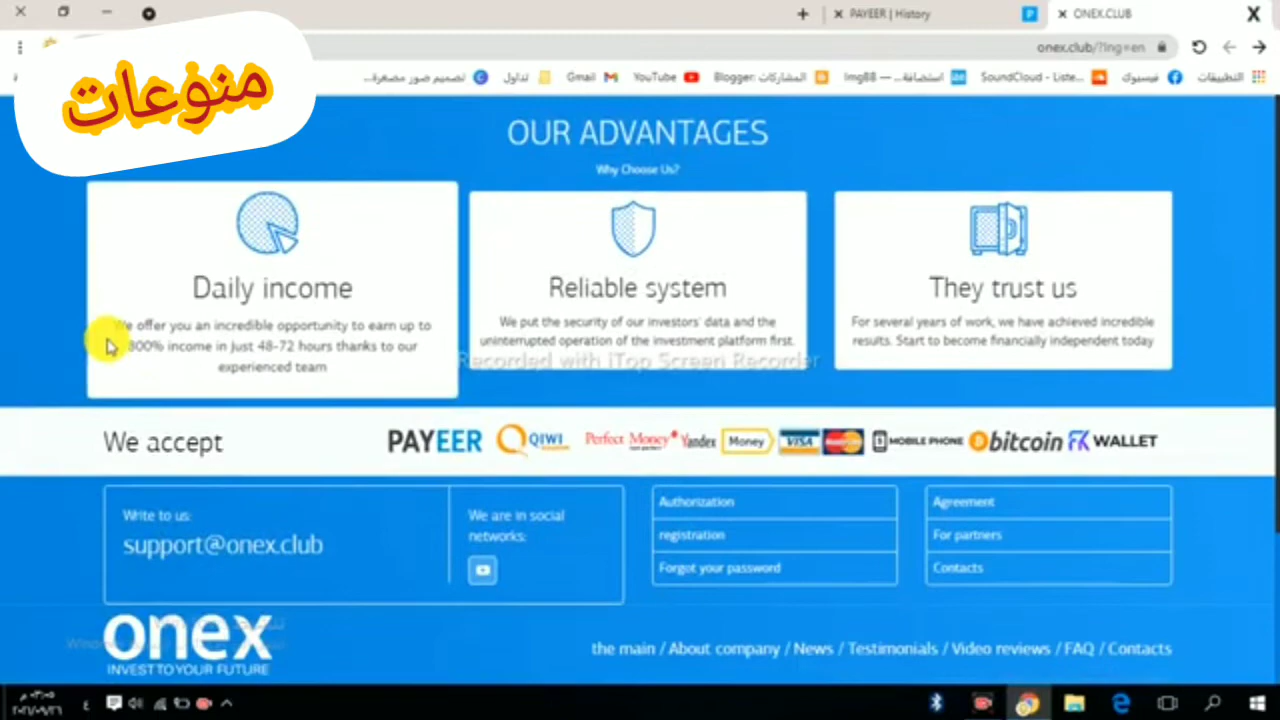 PAYEER | History
ONEX.CLUB
onex.club/?lng=en
التطبيقات
فيسبوك
SoundCloud - Liste...
استضافة... — Img88
Blogger: المشاركات
YouTube
Gmail
تداول
تصميم صور مصغرة...
منوعات
OUR ADVANTAGES
Why Choose Us?
Daily income
We offer you an incredible opportunity to earn up to
800% income in just 48-72 hours thanks to our
experienced team
Reliable system
We put the security of our investors' data and the
uninterrupted operation of the investment platform first.
They trust us
For several years of work, we have achieved incredible
results. Start to become financially independent today
Recorded with iTop Screen Recorder
We accept
PAYEER
QIWI
Perfect Money
Yandex Money
VISA
MOBILE PHONE
bitcoin
FK WALLET
Write to us:
support@onex.club
We are in social
networks:
Authorization
registration
Forgot your password
Agreement
For partners
Contacts
onex
INVEST TO YOUR FUTURE
the main / About company / News / Testimonials / Video reviews / FAQ / Contacts